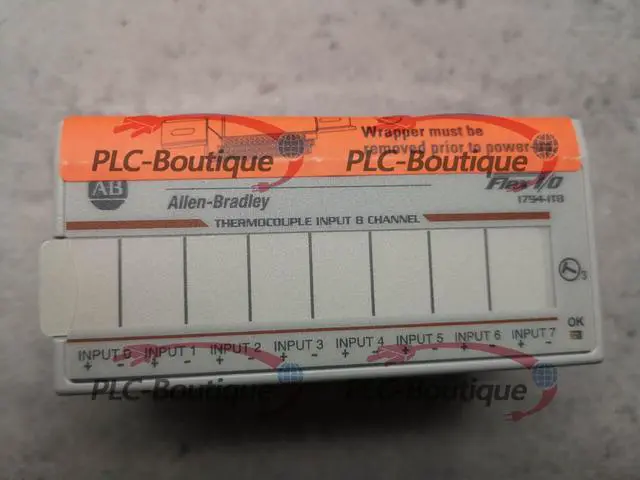 Wrapper must be
removed prior to power-up
PLC-Boutique PLC-Boutique
AB
Allen-Bradley
Flex I/O
1794-IT8
THERMOCOUPLE INPUT 8 CHANNEL
3
OK
INPUT 0 INPUT 1 INPUT 2 INPUT 3 INPUT 4 INPUT 5 INPUT 6 INPUT 7
+ - + - + - + - + - + - + - + -
PLC-Boutique PLC-Boutique